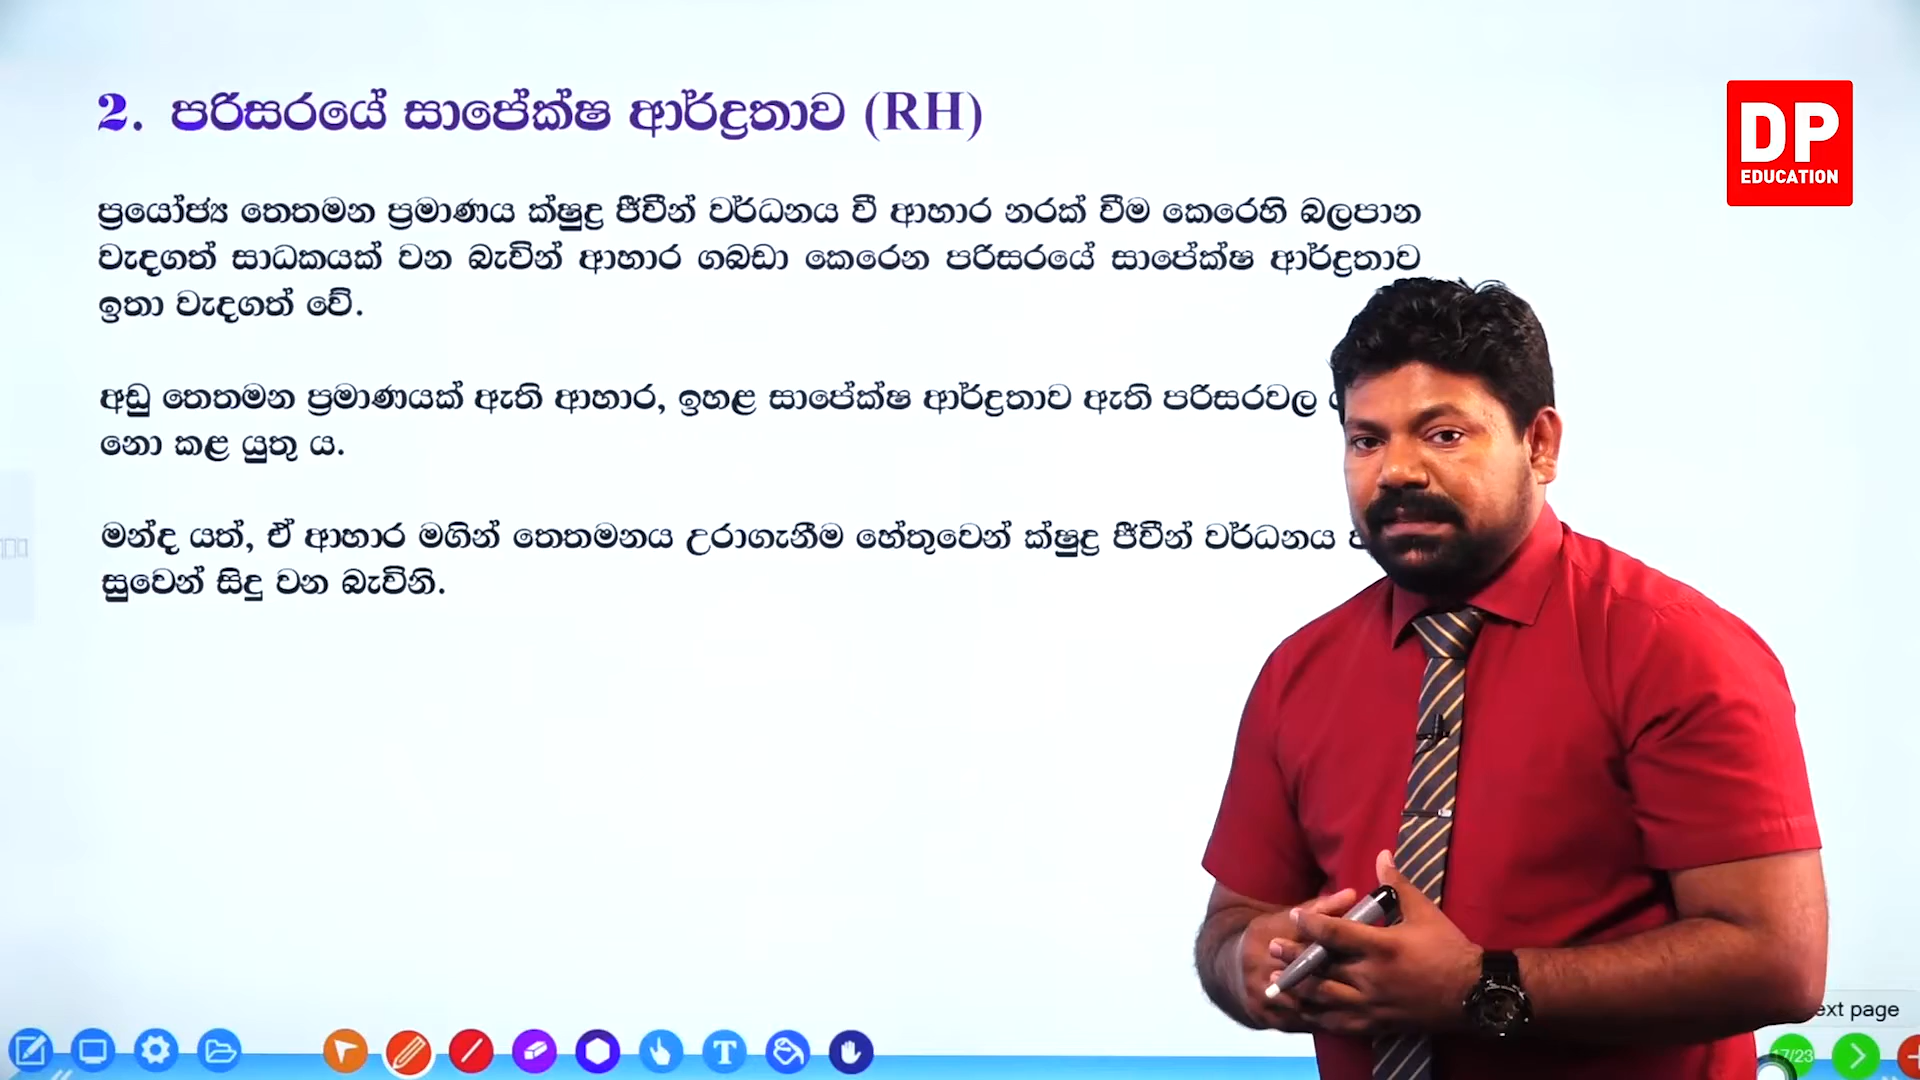 2. පරිසරයේ සාපේක්ෂ ආර්ද්‍රතාව (RH)
DP
EDUCATION
ප්‍රයෝජ්‍ය තෙතමන ප්‍රමාණය ක්ෂුද්‍ර ජීවීන් වර්ධනය වී ආහාර නරක් වීම කෙරෙහි බලපාන
වැදගත් සාධකයක් වන බැවින් ආහාර ගබඩා කෙරෙන පරිසරයේ සාපේක්ෂ ආර්ද්‍රතාව
ඉතා වැදගත් වේ.
අඩු තෙතමන ප්‍රමාණයක් ඇති ආහාර, ඉහළ සාපේක්ෂ ආර්ද්‍රතාව ඇති පරිසරවල
නො කළ යුතු ය.
මන්ද යත්, ඒ ආහාර මගින් තෙතමනය උරාගැනීම හේතුවෙන් ක්ෂුද්‍ර ජීවීන් වර්ධනය
සුවෙන් සිදු වන බැවිනි.
page
17/23
T